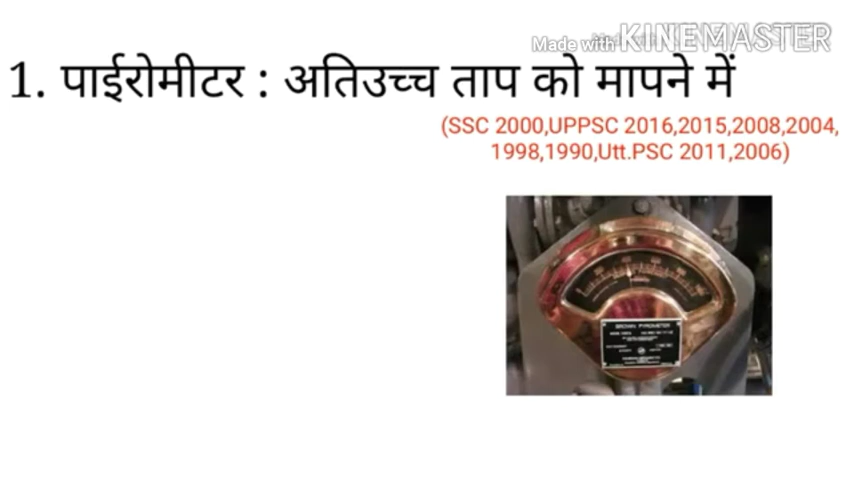 Made with KINEMASTER
1. पाईरोमीटर : अतिउच्च ताप को मापने में
(SSC 2000,UPPSC 2016,2015,2008,2004,
1998,1990,Utt.PSC 2011,2006)
BROWN PYROMETER